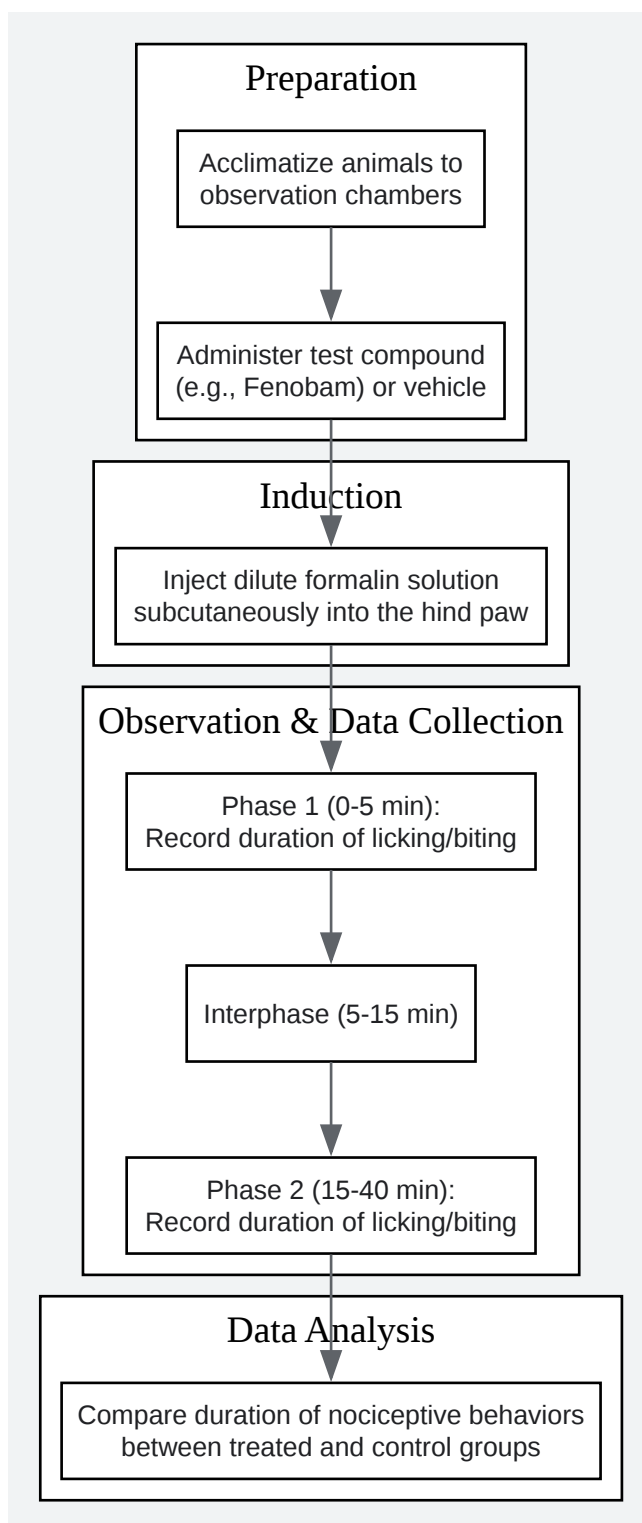 Preparation
Acclimatize animals to
observation chambers
Administer test compound
(e.g., Fenobam) or vehicle
Induction
Inject dilute formalin solution
subcutaneously into the hind paw
Observation & Data Collection
Phase 1 (0-5 min):
Record duration of licking/biting
Interphase (5-15 min)
Phase 2 (15-40 min):
Record duration of licking/biting
Data Analysis
Compare duration of nociceptive behaviors
between treated and control groups